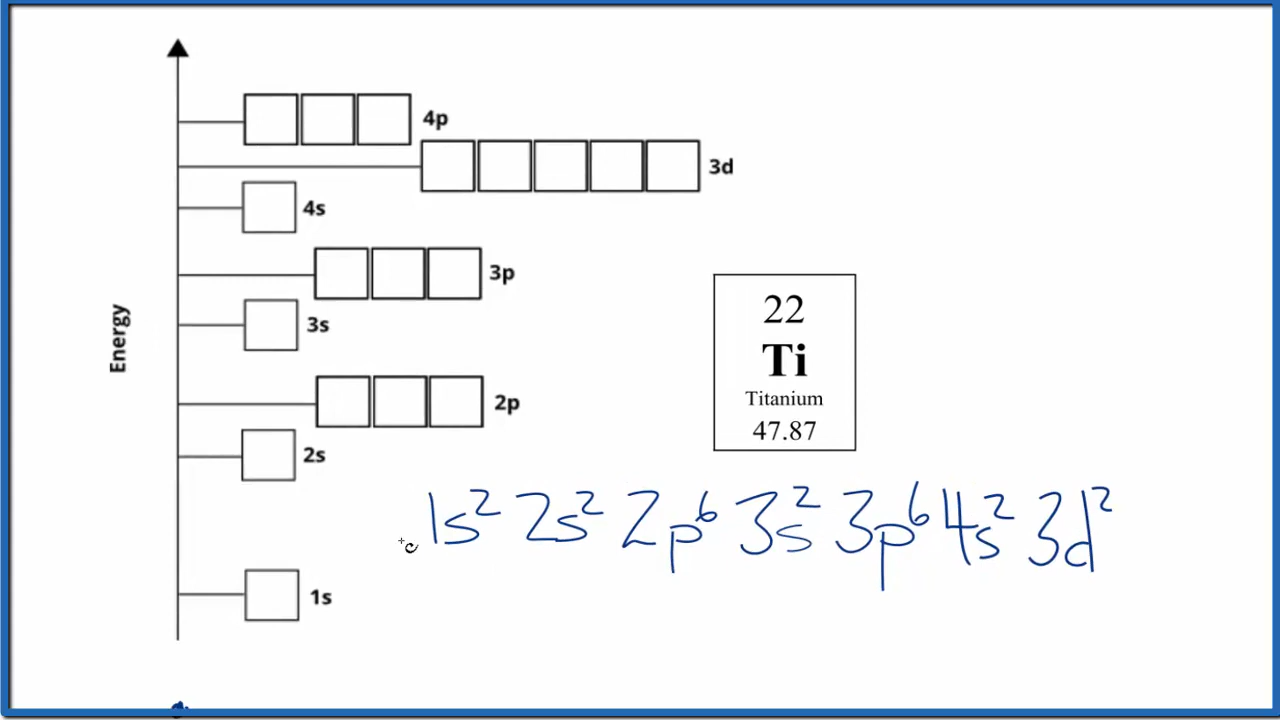 4p
3d
4s
3p
Energy
3s
2p
2s
1s
22
Ti
Titanium
47.87
1s² 2s² 2p⁶ 3s² 3p⁶ 4s² 3d²